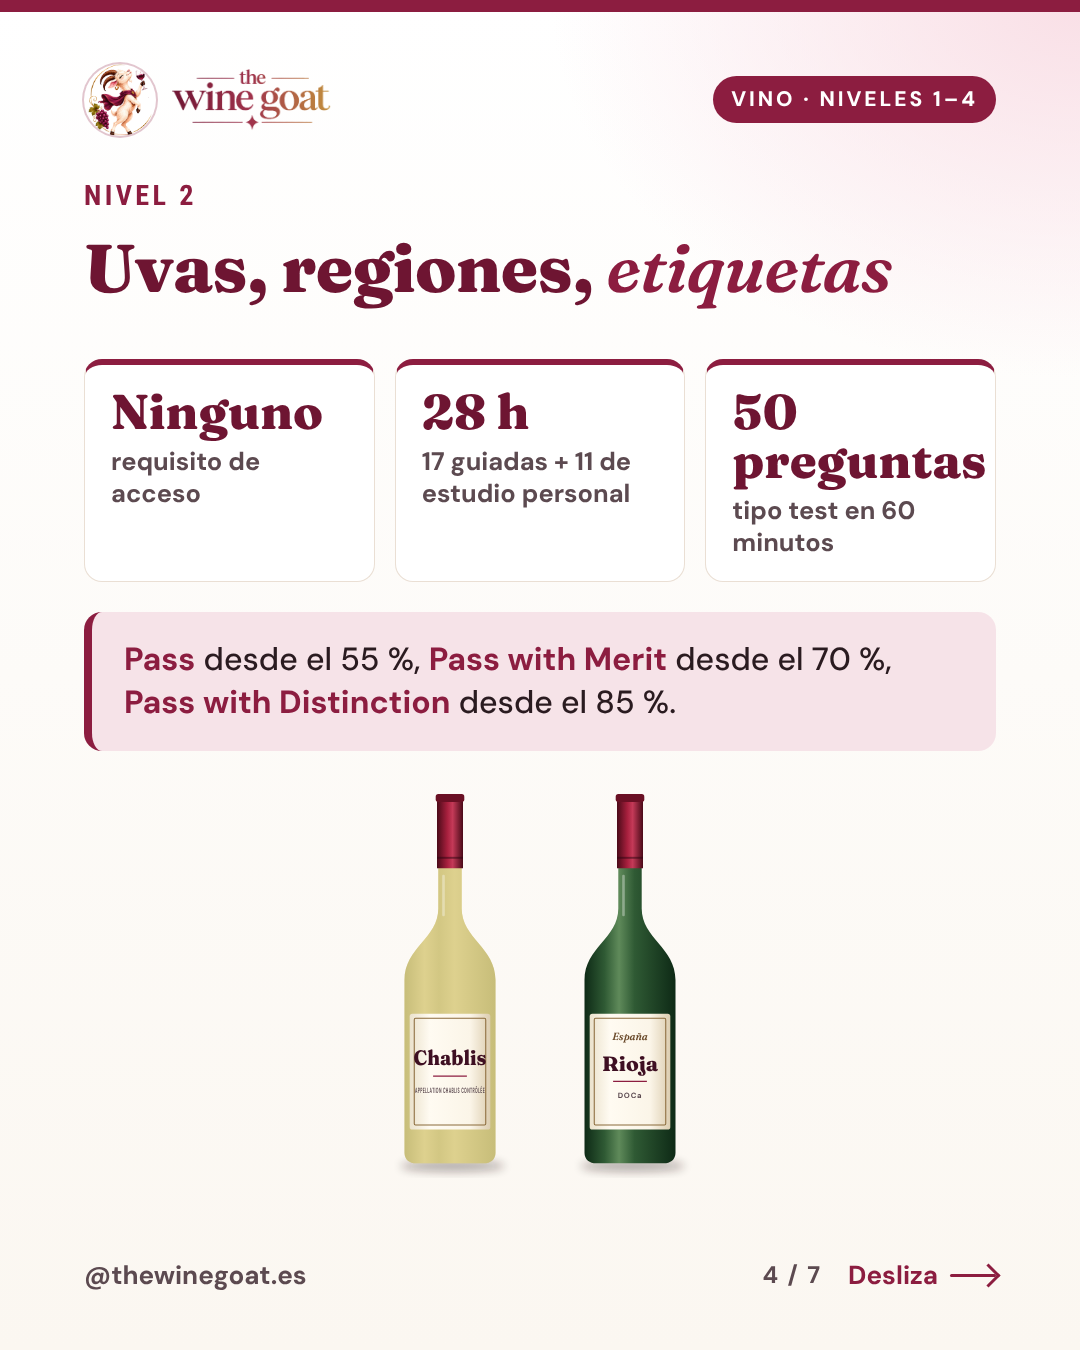 the
wine goat
VINO · NIVELES 1–4
NIVEL 2
Uvas, regiones, etiquetas
Ninguno
requisito de
acceso
28 h
17 guiadas + 11 de
estudio personal
50
preguntas
tipo test en 60
minutos
Pass desde el 55 %, Pass with Merit desde el 70 %,
Pass with Distinction desde el 85 %.
Chablis
APPELLATION CHABLIS CONTRÔLÉE
España
Rioja
DOCa
@thewinegoat.es
4 / 7
Desliza